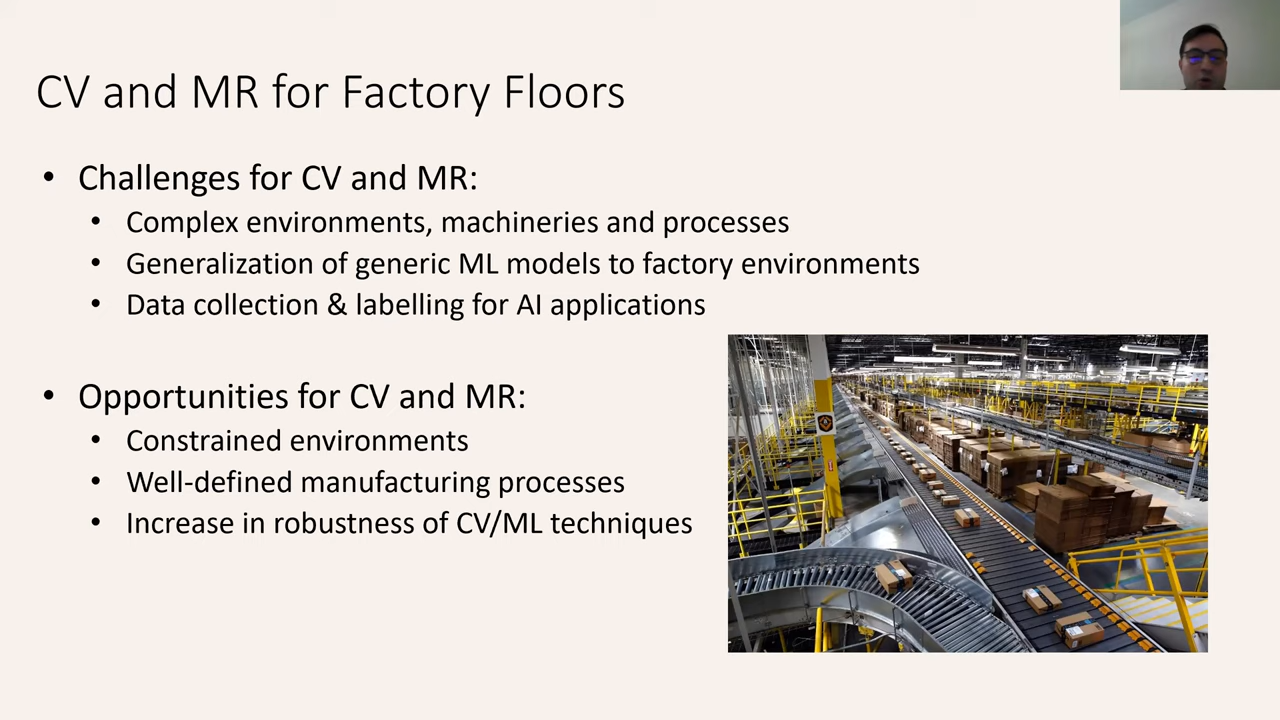 CV and MR for Factory Floors
• Challenges for CV and MR:
• Complex environments, machineries and processes
• Generalization of generic ML models to factory environments
• Data collection & labelling for AI applications
• Opportunities for CV and MR:
• Constrained environments
• Well-defined manufacturing processes
• Increase in robustness of CV/ML techniques